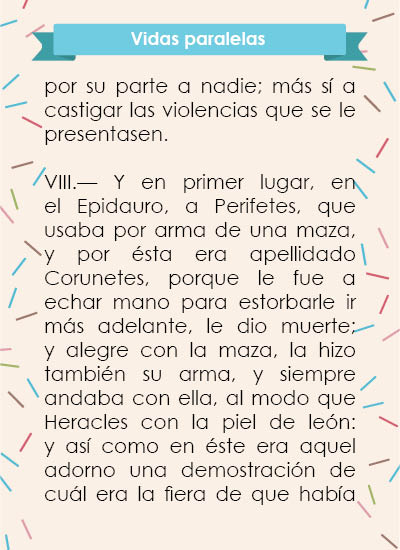 Vidas paralelas
por su parte a nadie; más sí a
castigar las violencias que se le
presentasen.
VIII.— Y en primer lugar, en
el Epidauro, a Perifetes, que
usaba por arma de una maza,
y por ésta era apellidado
Corunetes, porque le fue a
echar mano para estorbarle ir
más adelante, le dio muerte;
y alegre con la maza, la hizo
también su arma, y siempre
andaba con ella, al modo que
Heracles con la piel de león:
y así como en éste era aquel
adorno una demostración de
cuál era la fiera de que había